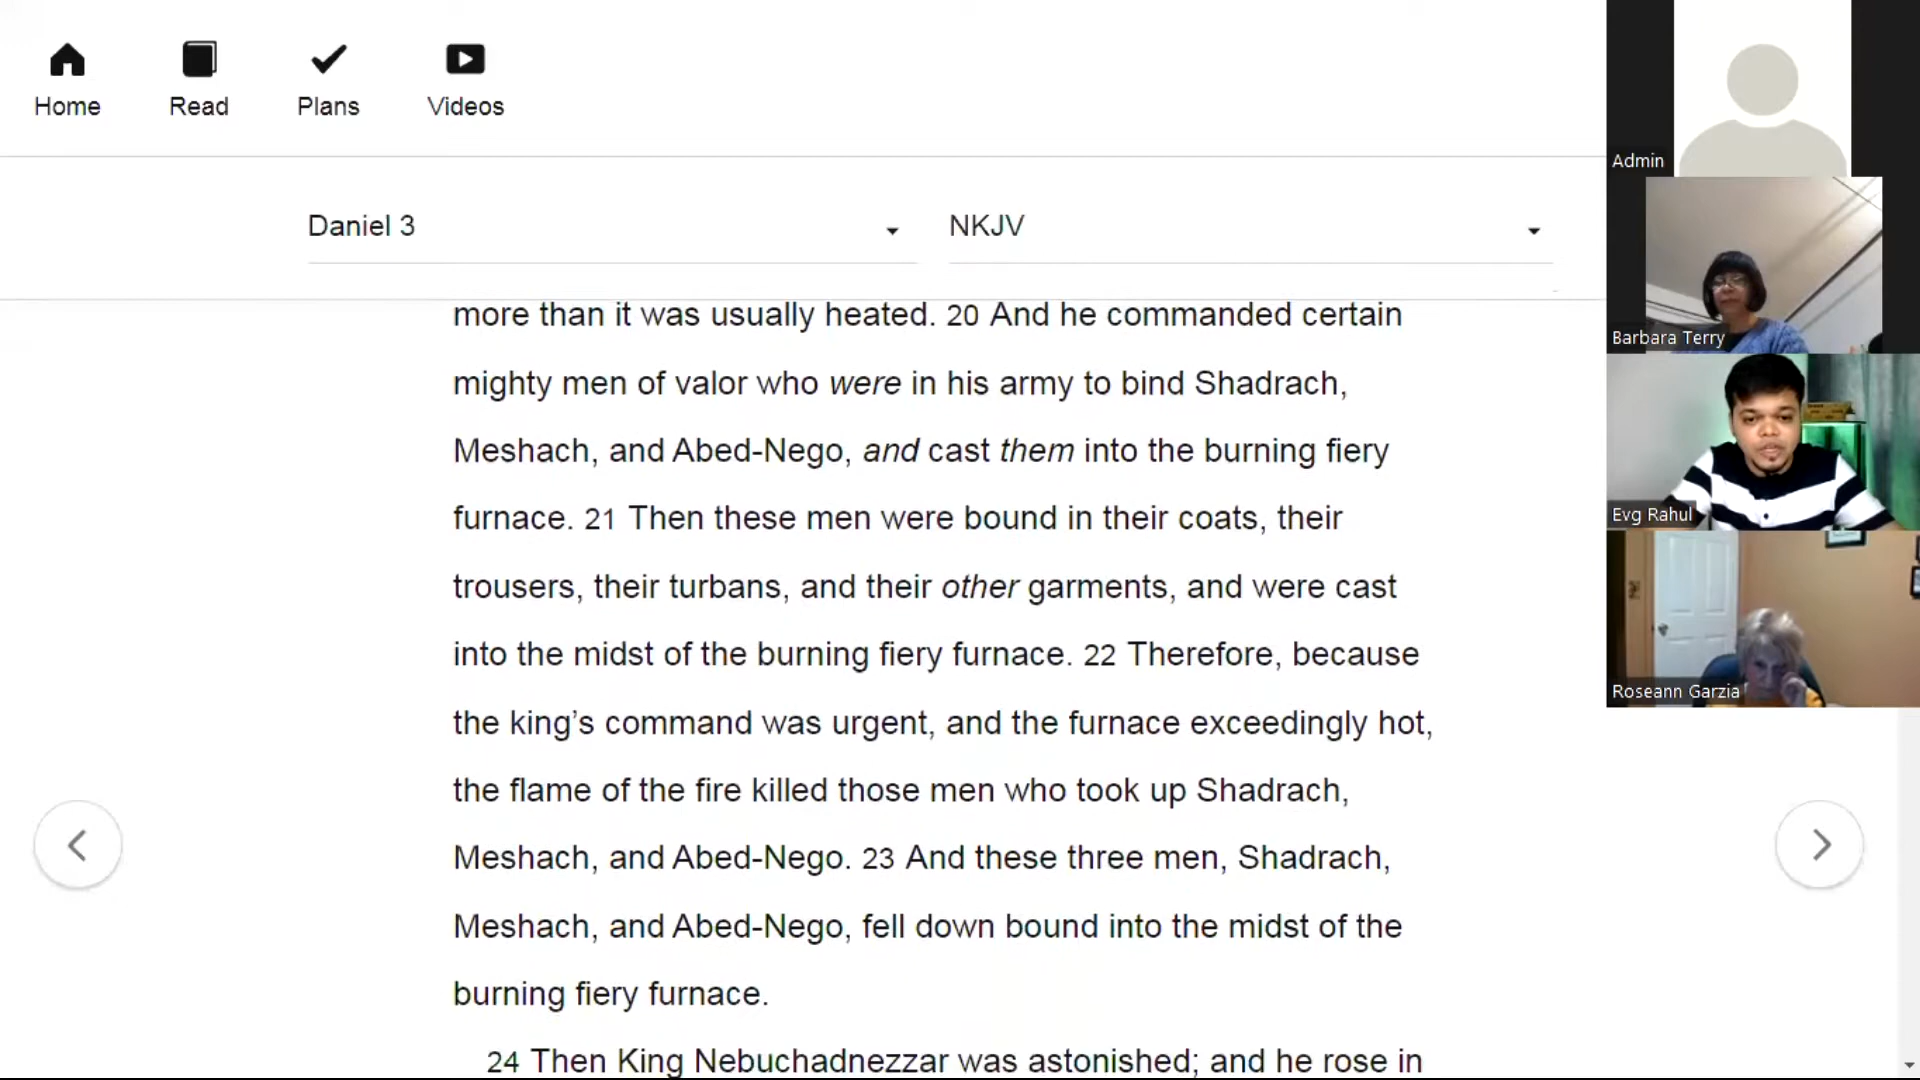 Home Read Plans Videos
Daniel 3 NKJV
more than it was usually heated. 20 And he commanded certain
mighty men of valor who were in his army to bind Shadrach,
Meshach, and Abed-Nego, and cast them into the burning fiery
furnace. 21 Then these men were bound in their coats, their
trousers, their turbans, and their other garments, and were cast
into the midst of the burning fiery furnace. 22 Therefore, because
the king’s command was urgent, and the furnace exceedingly hot,
the flame of the fire killed those men who took up Shadrach,
Meshach, and Abed-Nego. 23 And these three men, Shadrach,
Meshach, and Abed-Nego, fell down bound into the midst of the
burning fiery furnace.
24 Then King Nebuchadnezzar was astonished; and he rose in
Admin
Barbara Terry
Evg Rahul
Roseann Garzia